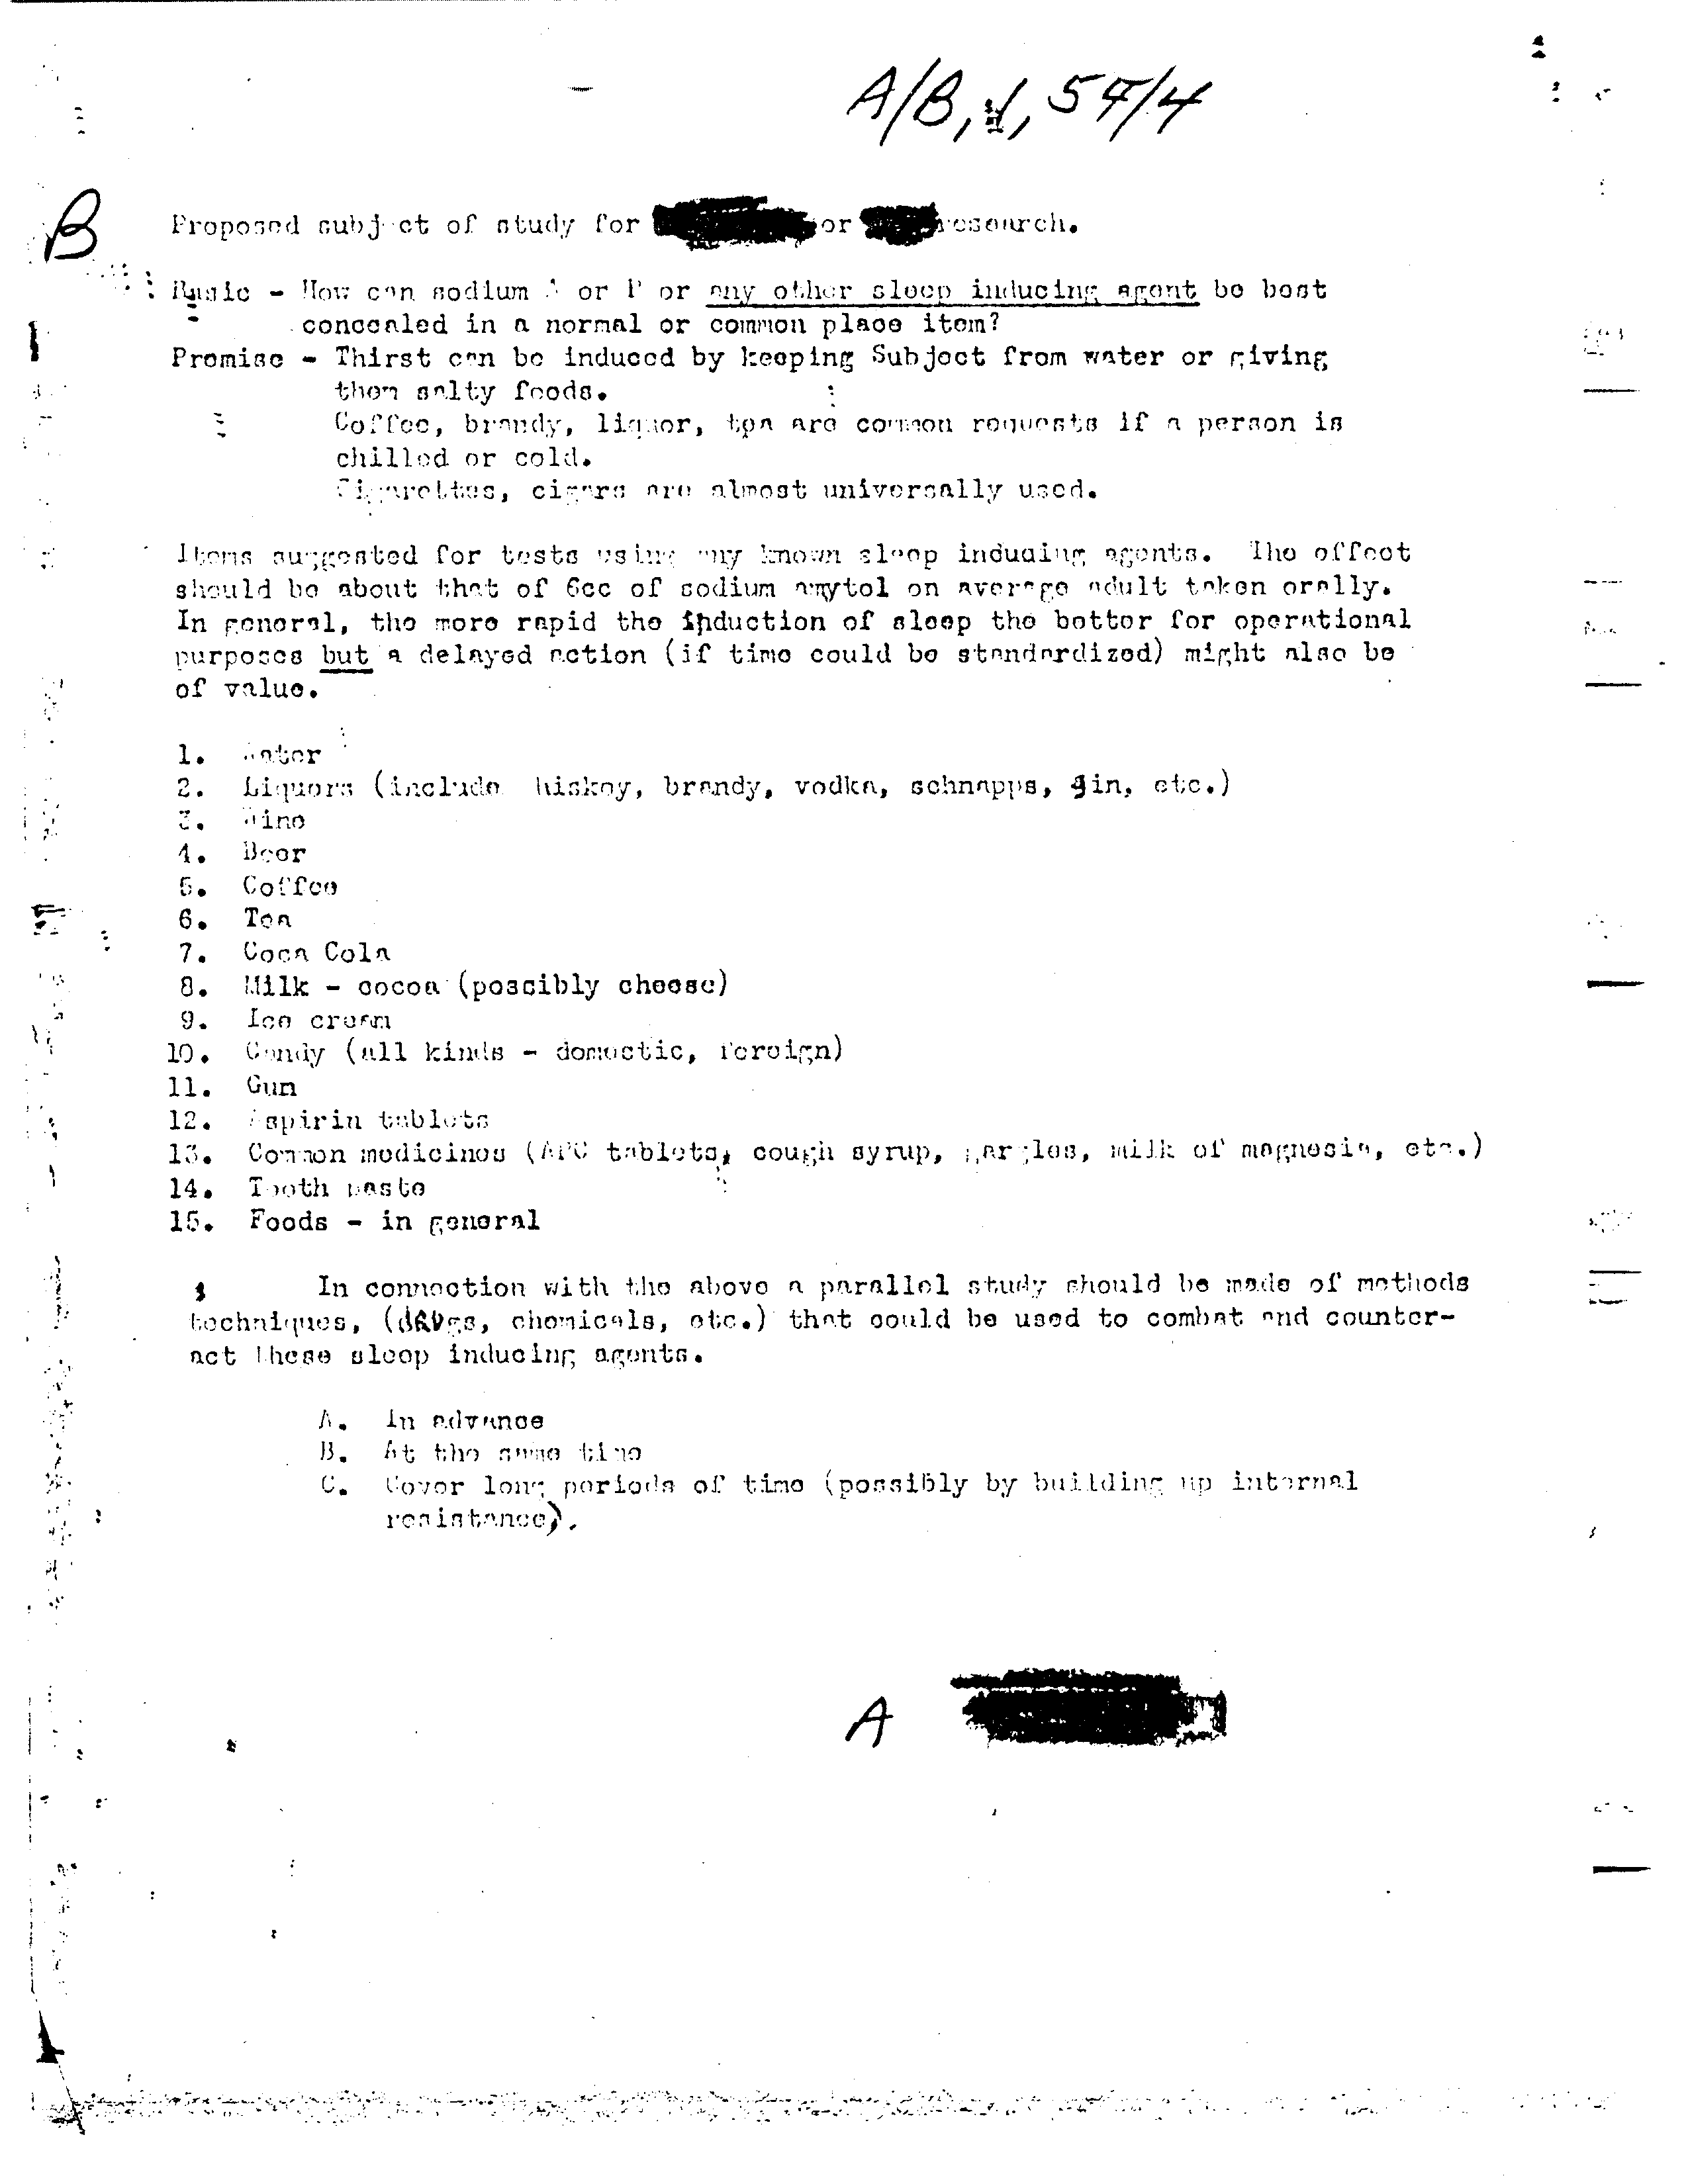 A/B, 1, 54/4
B
Proposed subject of study for or research.
Basic - How can sodium A or P or any other sleep inducing agent be best
concealed in a normal or common place item?
Premise - Thirst can be induced by keeping Subject from water or giving
them salty foods.
Coffee, brandy, liquor, tea are common requests if a person is
chilled or cold.
Cigarettes, cigars are almost universally used.
Items suggested for tests using any known sleep inducing agents. The effect
should be about that of 6cc of sodium amytol on average adult taken orally.
In general, the more rapid the induction of sleep the better for operational
purposes but a delayed action (if time could be standardized) might also be
of value.
1. Water
2. Liquors (include whiskey, brandy, vodka, schnapps, gin, etc.)
3. Wine
4. Beer
5. Coffee
6. Tea
7. Coca Cola
8. Milk - cocoa (possibly cheese)
9. Ice cream
10. Candy (all kinds - domestic, foreign)
11. Gum
12. Aspirin tablets
13. Common medicines (APC tablets, cough syrup, gargles, milk of magnesia, etc.)
14. Tooth paste
15. Foods - in general
In connection with the above a parallel study should be made of methods
techniques, (drugs, chemicals, etc.) that could be used to combat and counter-
act these sleep inducing agents.
A. In advance
B. At the same time
C. Cover long periods of time (possibly by building up internal
resistance).
A